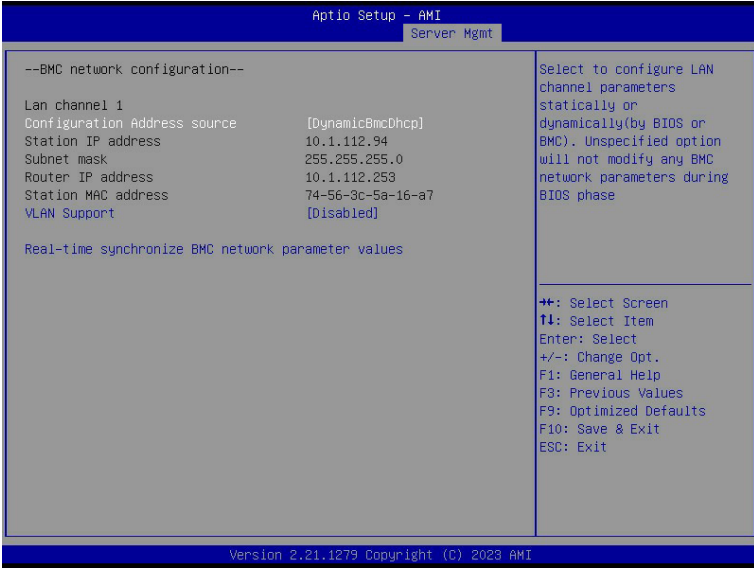 Aptio Setup – AMI
Server Mgmt
--BMC network configuration--
Lan channel 1
Configuration Address source [DynamicBmcDhcp]
Station IP address 10.1.112.94
Subnet mask 255.255.255.0
Router IP address 10.1.112.253
Station MAC address 74-56-3c-5a-16-a7
VLAN Support [Disabled]
Real-time synchronize BMC network parameter values
Select to configure LAN
channel parameters
statically or
dynamically(by BIOS or
BMC). Unspecified option
will not modify any BMC
network parameters during
BIOS phase
→←: Select Screen
↑↓: Select Item
Enter: Select
+/-: Change Opt.
F1: General Help
F3: Previous Values
F9: Optimized Defaults
F10: Save & Exit
ESC: Exit
Version 2.21.1279 Copyright (C) 2023 AMI